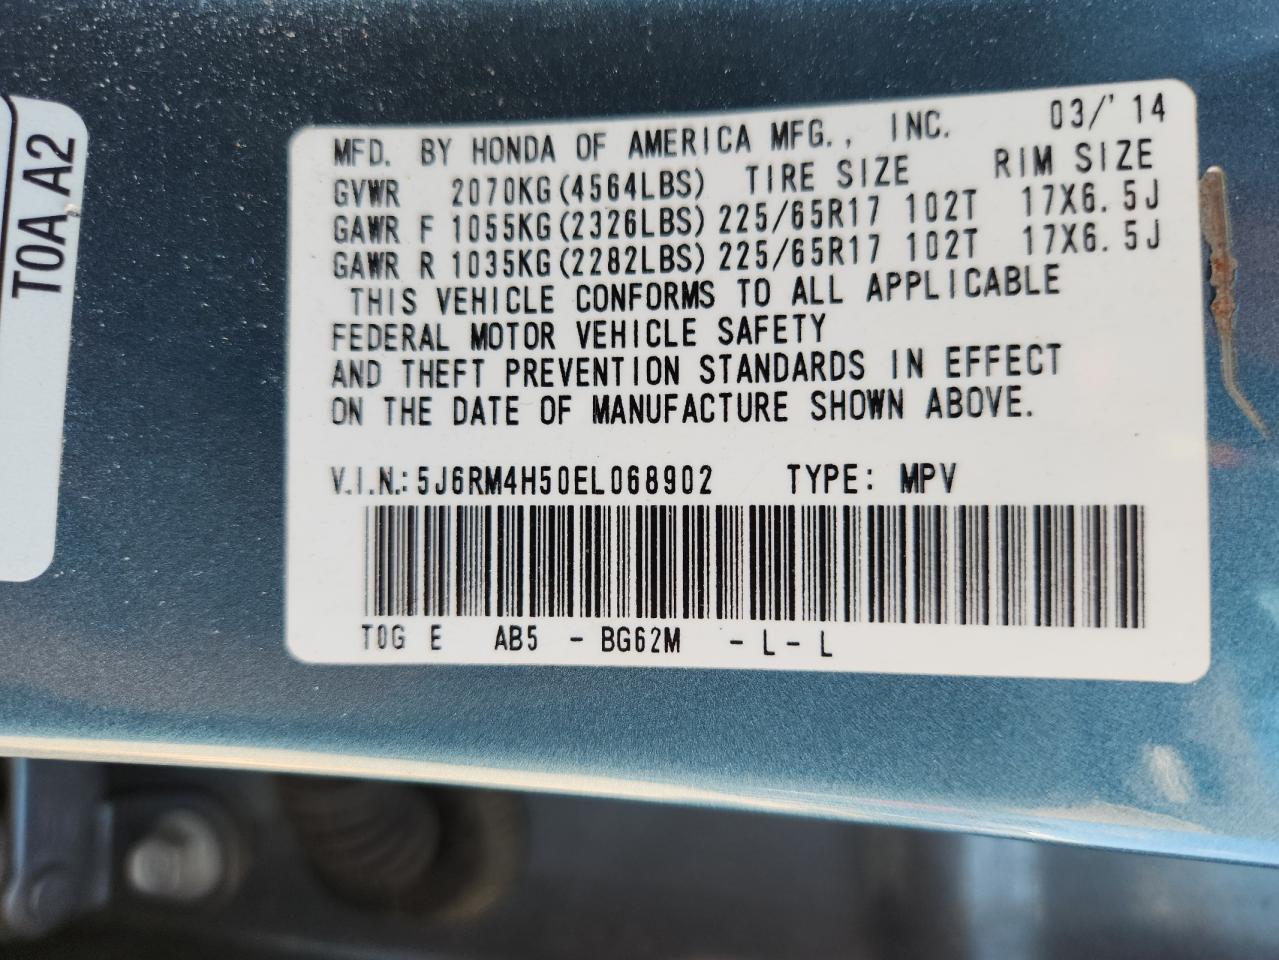 T0A A2
MFD. BY HONDA OF AMERICA MFG., INC. 03/'14
GVWR 2070KG(4564LBS) TIRE SIZE RIM SIZE
GAWR F 1055KG(2326LBS) 225/65R17 102T 17X6.5J
GAWR R 1035KG(2282LBS) 225/65R17 102T 17X6.5J
THIS VEHICLE CONFORMS TO ALL APPLICABLE
FEDERAL MOTOR VEHICLE SAFETY
AND THEFT PREVENTION STANDARDS IN EFFECT
ON THE DATE OF MANUFACTURE SHOWN ABOVE.
V.I.N.: 5J6RM4H50EL068902 TYPE: MPV
T0G E AB5 - BG62M - L - L